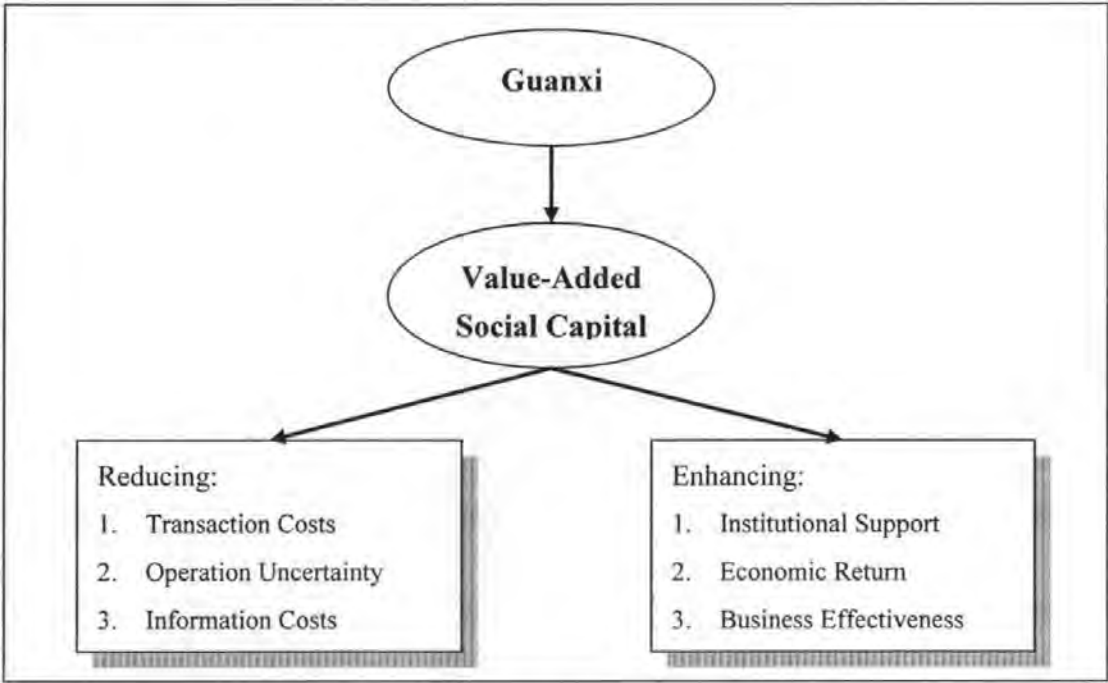 Guanxi
Value-Added
Social Capital
Reducing:
1. Transaction Costs
2. Operation Uncertainty
3. Information Costs
Enhancing:
1. Institutional Support
2. Economic Return
3. Business Effectiveness